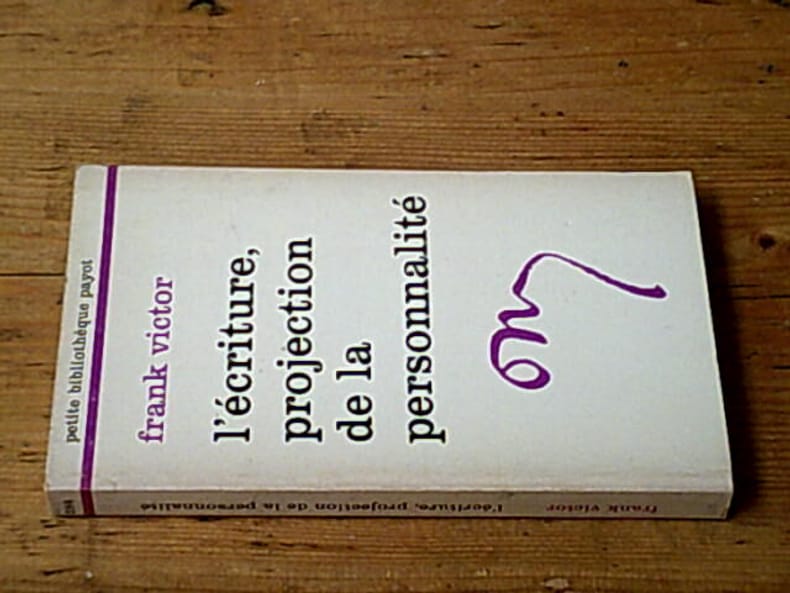 petite bibliothèque payot
frank victor
l'écriture,
projection
de la
personnalité
frank victor
l'écriture, projection de la personnalité